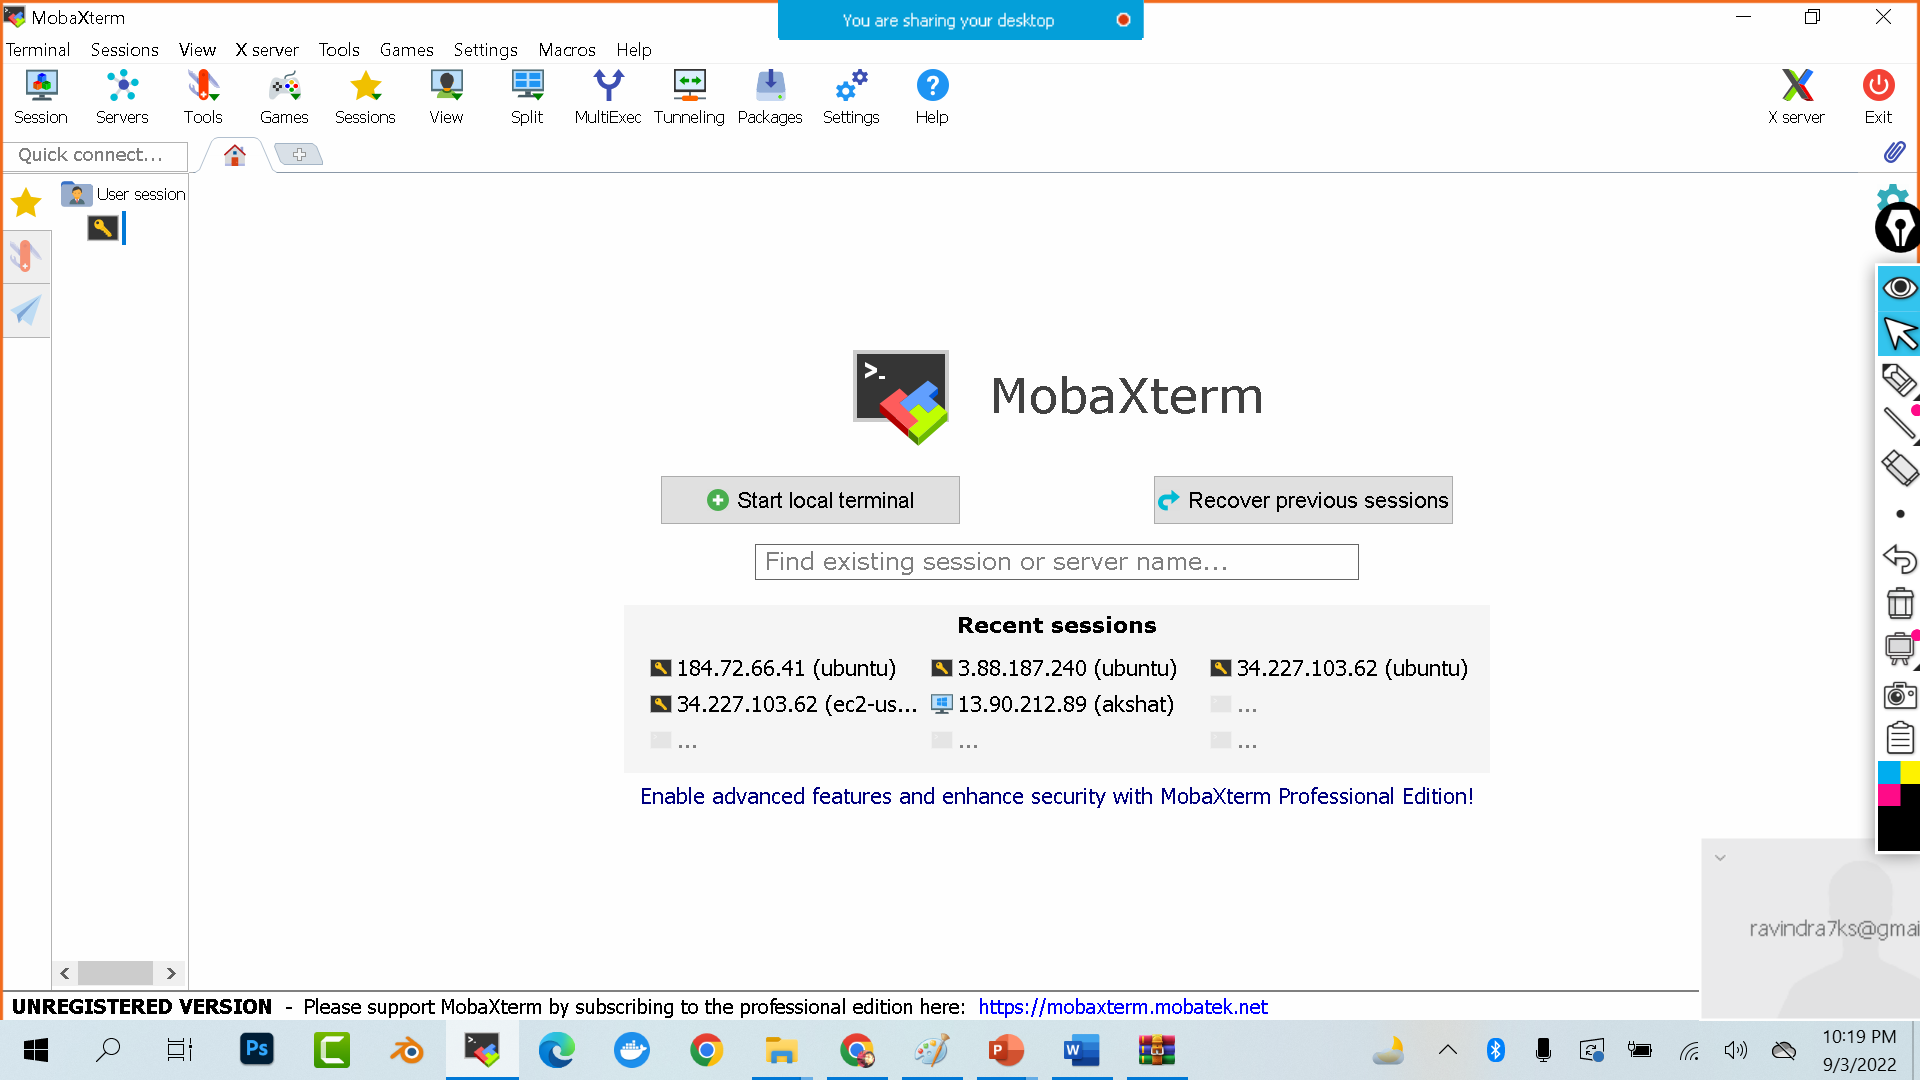 MobaXterm
You are sharing your desktop
Terminal Sessions View X server Tools Games Settings Macros Help
Session Servers Tools Games Sessions View Split MultiExec Tunneling Packages Settings Help X server Exit
Quick connect...
User session
>_
MobaXterm
Start local terminal
Recover previous sessions
Find existing session or server name...
Recent sessions
184.72.66.41 (ubuntu) 3.88.187.240 (ubuntu) 34.227.103.62 (ubuntu)
34.227.103.62 (ec2-us... 13.90.212.89 (akshat) ...
... ... ...
Enable advanced features and enhance security with MobaXterm Professional Edition!
ravindra7ks@gmai
UNREGISTERED VERSION - Please support MobaXterm by subscribing to the professional edition here: https://mobaxterm.mobatek.net
Ps C P W
10:19 PM
9/3/2022